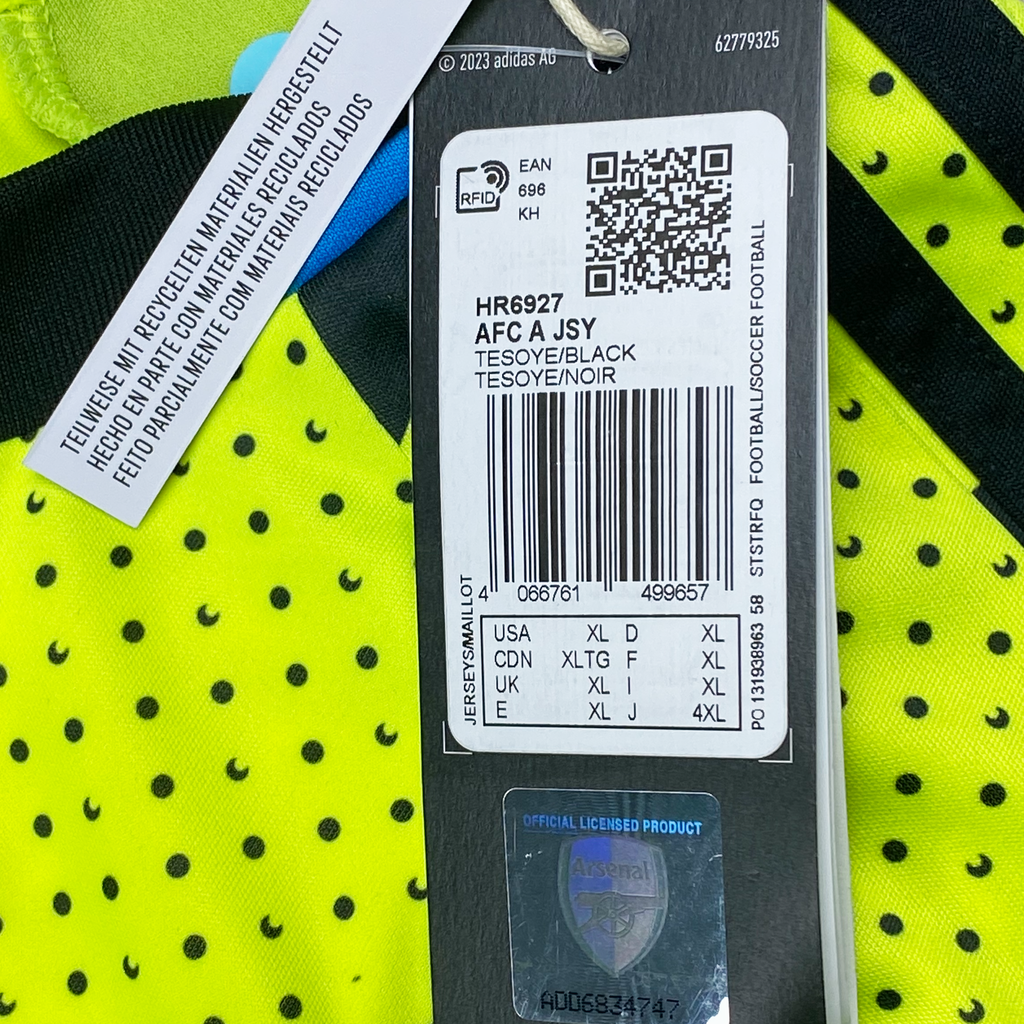 TEILWEISE MIT RECYCELTEN MATERIALIEN HERGESTELLT
HECHO EN PARTE CON MATERIALES RECICLADOS
FEITO PARCIALMENTE COM MATERIAIS RECICLADOS
© 2023 adidas AG
62779325
RFID
EAN
696
KH
HR6927
AFC A JSY
TESOYE/BLACK
TESOYE/NOIR
4 066761 499657
JERSEYS/MAILLOT
USA XL D XL
CDN XLTG F XL
UK XL I XL
E XL J 4XL
PO 131938963 58 STSTRFQ FOOTBALL/SOCCER FOOTBALL
OFFICIAL LICENSED PRODUCT
Arsenal
ADD6834747